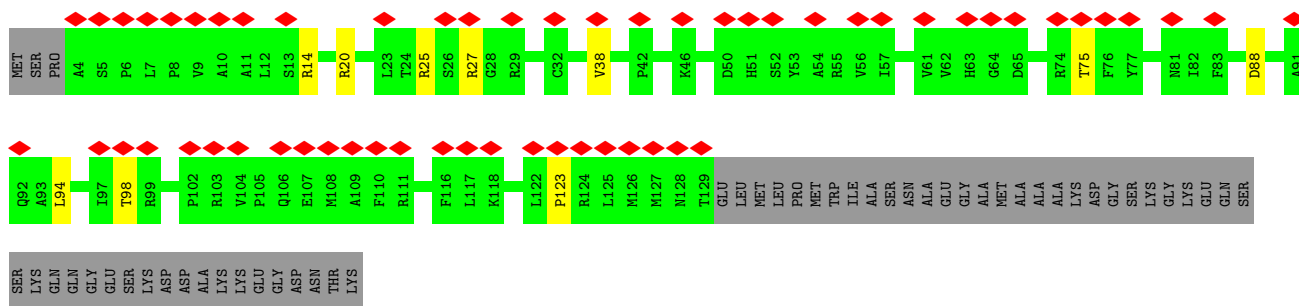 MET SER PRO A4 S5 P6 L7 P8 V9 A10 A11 L12 S13 R14 R20 L23 T24 R25 S26 R27 G28 R29 C32 V38 P42 K46 D50 H51 S52 Y53 A54 R55 V56 I57 V61 V62 H63 G64 D65 R74 T75 F76 Y77 N81 I82 F83 D88 A91
Q92 A93 L94 I97 T98 R99 P102 R103 V104 P105 Q106 E107 M108 A109 F110 R111 F116 L117 K118 L122 P123 R124 L125 M126 M127 N128 T129 GLU LEU MET LEU PRO MET TRP ILE ALA SER ASN ALA GLU GLY ALA MET ALA ALA ALA LYS ASP GLY SER LYS GLY LYS GLU GLN SER
SER LYS GLN GLN GLY GLU SER LYS ASP ASP ALA LYS LYS GLU GLY ASP ASN THR LYS